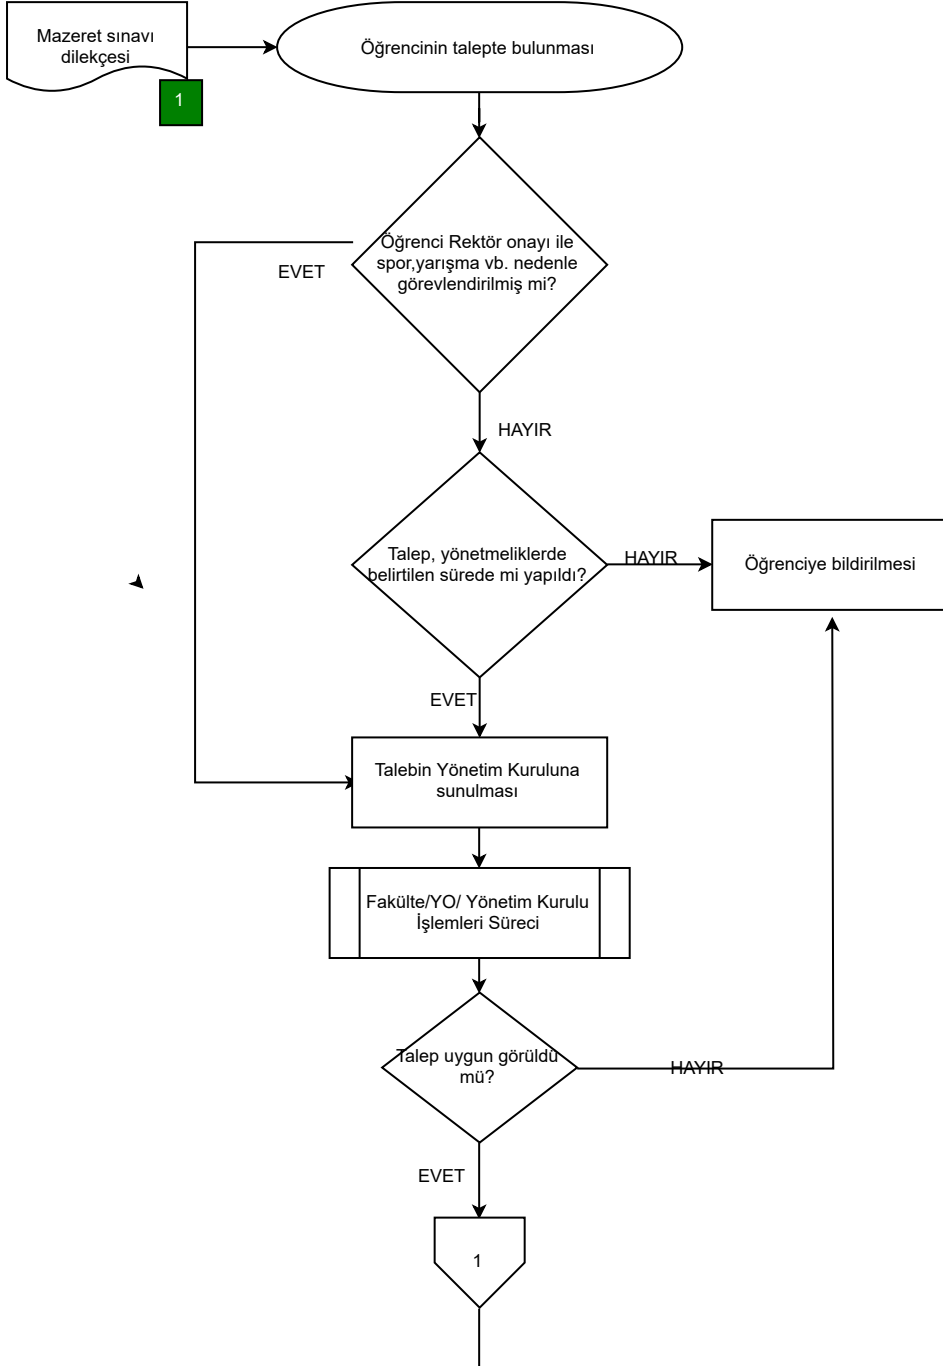 Mazeret sınavı
dilekçesi
1
Öğrencinin talepte bulunması
Öğrenci Rektör onayı ile
spor,yarışma vb. nedenle
görevlendirilmiş mi?
EVET
HAYIR
Talep, yönetmeliklerde
belirtilen sürede mi yapıldı?
HAYIR
Öğrenciye bildirilmesi
EVET
Talebin Yönetim Kuruluna
sunulması
Fakülte/YO/ Yönetim Kurulu
İşlemleri Süreci
Talep uygun görüldü
mü?
HAYIR
EVET
1